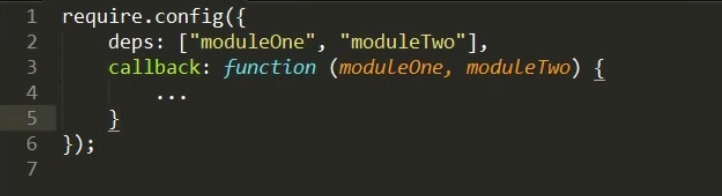 1 require.config({
2     deps: ["moduleOne", "moduleTwo"],
3     callback: function (moduleOne, moduleTwo) {
4         ...
5     }
6 });
7